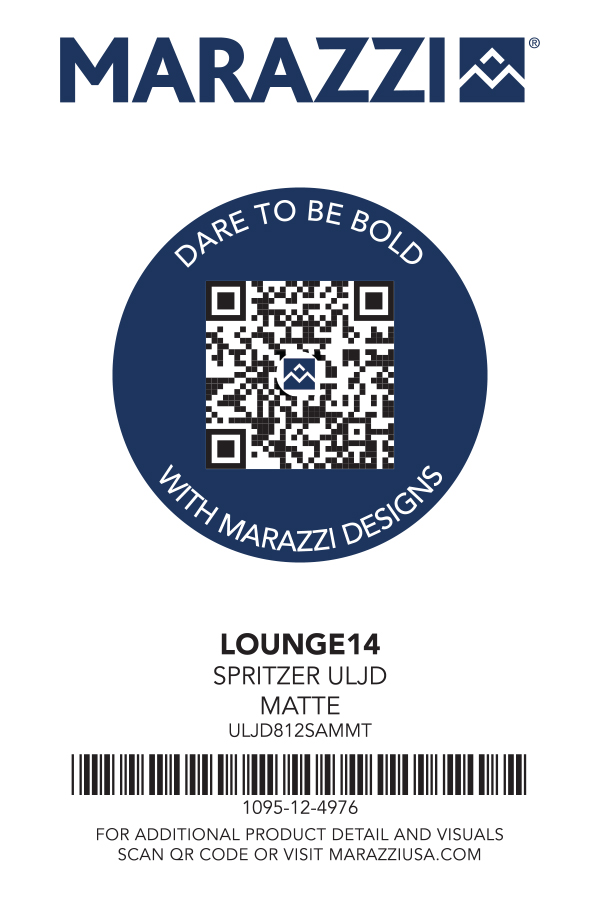 MARAZZI®
DARE TO BE BOLD
WITH MARAZZI DESIGNS
LOUNGE14
SPRITZER ULJD
MATTE
ULJD812SAMMT
1095-12-4976
FOR ADDITIONAL PRODUCT DETAIL AND VISUALS
SCAN QR CODE OR VISIT MARAZZIUSA.COM